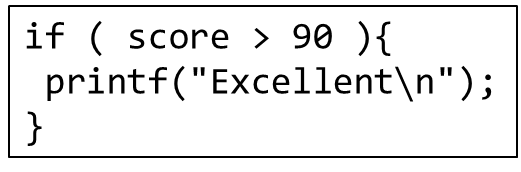 if ( score > 90 ){
 printf("Excellent\n");
}